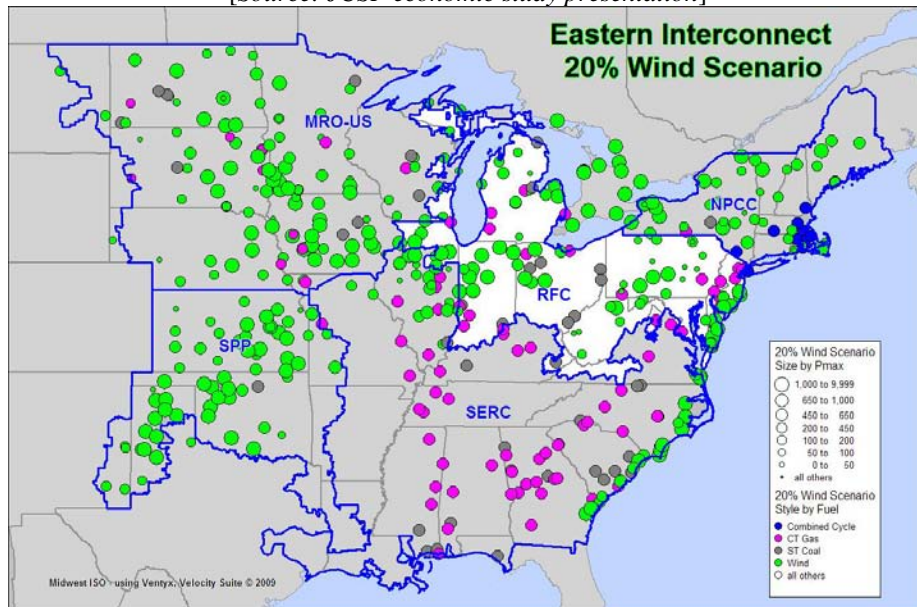 [Source: JCSP economic study presentation]
Eastern Interconnect
20% Wind Scenario
MRO-US
NPCC
RFC
SPP
SERC
20% Wind Scenario
Size by Pmax
1,000 to 9,999
650 to 1,000
450 to 650
200 to 450
100 to 200
50 to 100
0 to 50
all others
20% Wind Scenario
Style by Fuel
Combined Cycle
CT Gas
ST Coal
Wind
all others
Midwest ISO - using Ventyx, Velocity Suite © 2009